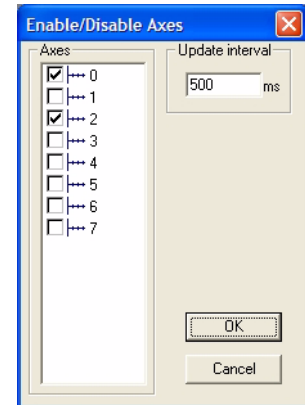 Enable/Disable Axes
Axes
0
1
2
3
4
5
6
7
Update interval
500 ms
OK
Cancel